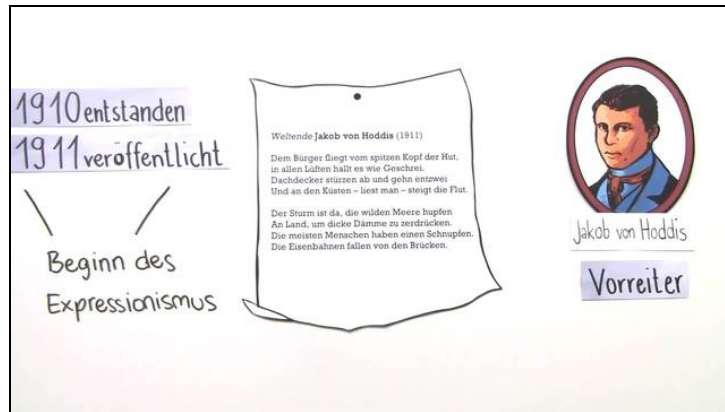 1910 entstanden
1911 veröffentlicht
Beginn des
Expressionismus
Weltende Jakob von Hoddis (1911)
Dem Bürger fliegt vom spitzen Kopf der Hut,
in allen Lüften hallt es wie Geschrei.
Dachdecker stürzen ab und gehn entzwei
Und an den Küsten – liest man – steigt die Flut.
Der Sturm ist da, die wilden Meere hupfen
An Land, um dicke Dämme zu zerdrücken.
Die meisten Menschen haben einen Schnupfen.
Die Eisenbahnen fallen von den Brücken.
Jakob von Hoddis
Vorreiter